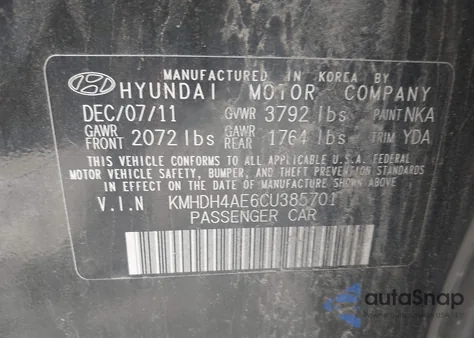 MANUFACTURED IN KOREA BY
HYUNDAI MOTOR COMPANY
DEC/07/11 GVWR 3792 lbs PAINT NKA
GAWR FRONT 2072 lbs GAWR REAR 1764 lbs TRIM YDA
THIS VEHICLE CONFORMS TO ALL APPLICABLE U.S.A. FEDERAL
MOTOR VEHICLE SAFETY, BUMPER, AND THEFT PREVENTION STANDARDS
IN EFFECT ON THE DATE OF MANUFACTURE SHOWN ABOVE.
V.I.N KMHDH4AE6CU385701
PASSENGER CAR
autoSnap